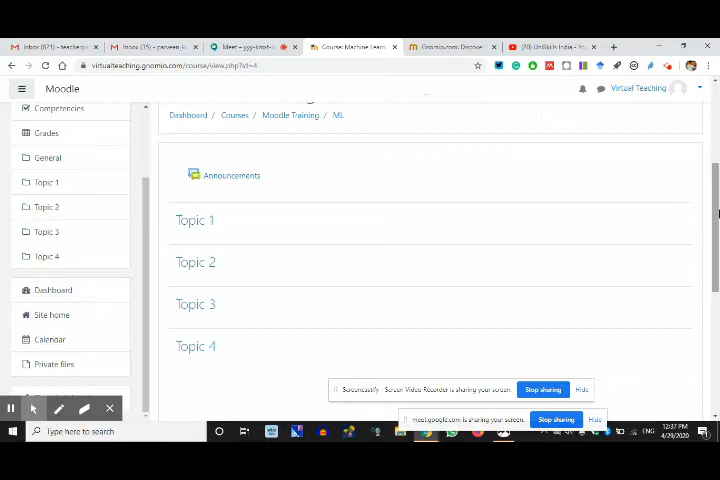 Inbox (821) - teacherp
Inbox (35) - parveen.k
Meet – yyy-kmxt-
Course: Machine Learn
Gnomio.com: Discover
(20) UniSkills India - Yo
virtualteaching.gnomio.com/course/view.php?id=4
Moodle
Virtual Teaching
Competencies
Grades
General
Topic 1
Topic 2
Topic 3
Topic 4
Dashboard
Site home
Calendar
Private files
Dashboard / Courses / Moodle Training / ML
Announcements
Topic 1
Topic 2
Topic 3
Topic 4
Screencastify - Screen Video Recorder is sharing your screen.
Stop sharing
Hide
meet.google.com is sharing your screen.
Stop sharing
Hide
Type here to search
ENG
12:37 PM
4/29/2020